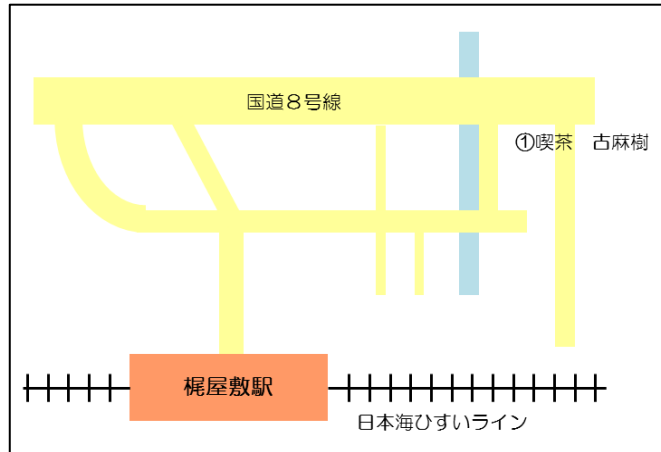 国道８号線
①喫茶　古麻樹
梶屋敷駅
日本海ひすいライン